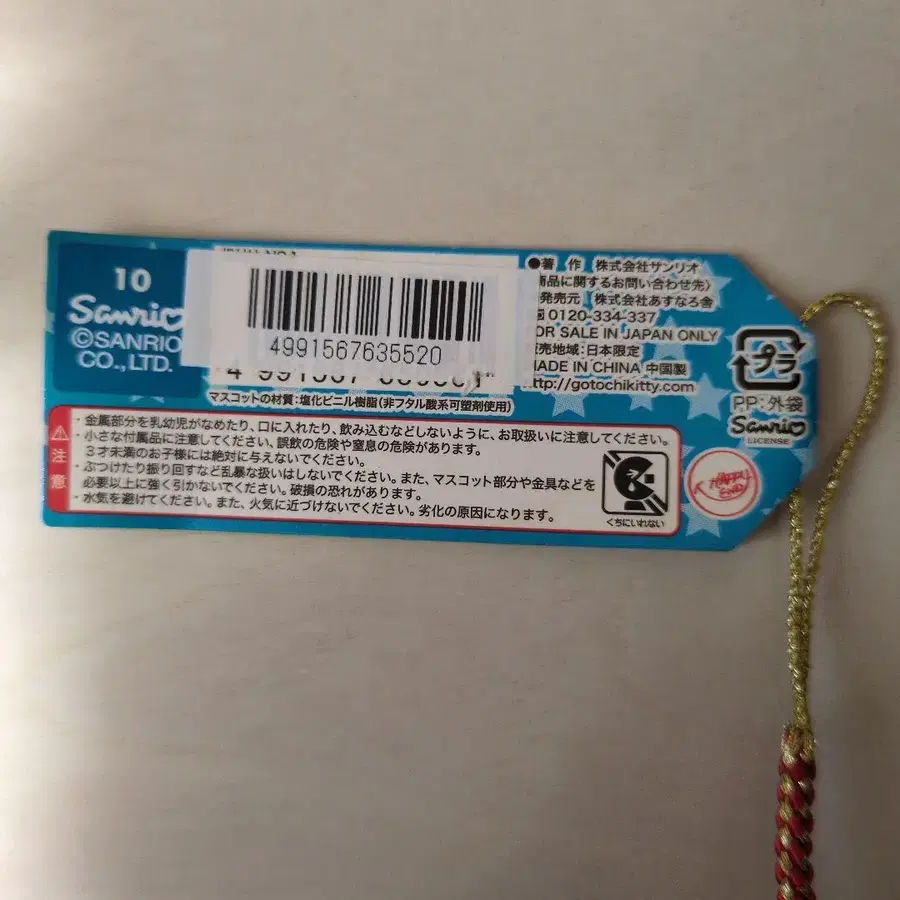 10
Sanrio
©SANRIO
CO.,LTD.
4991567635520
●著 作 株式会社サンリオ
商品に関するお問い合わせ先〉
発売元 株式会社あすなろ舎
0120-334-337
FOR SALE IN JAPAN ONLY
販売地域:日本限定
MADE IN CHINA 中国製
http://gotochikitty.com
マスコットの材質:塩化ビニル樹脂(非フタル酸系可塑剤使用)
プラ
PP:外袋
Sanrio
LICENSE
注意
・金属部分を乳幼児がなめたり、口に入れたり、飲み込むなどしないように、お取扱いに注意してください。
・小さな付属品に注意してください、誤飲の危険や窒息の危険があります。
3才未満のお子様には絶対に与えないでください。
・ぶつけたり振り回すなど乱暴な扱いはしないでください。また、マスコット部分や金具などを
必要以上に強く引かないでください。破損の恐れがあります。
・水気を避けてください。また、火気に近づけないでください。劣化の原因になります。
くちにいれない